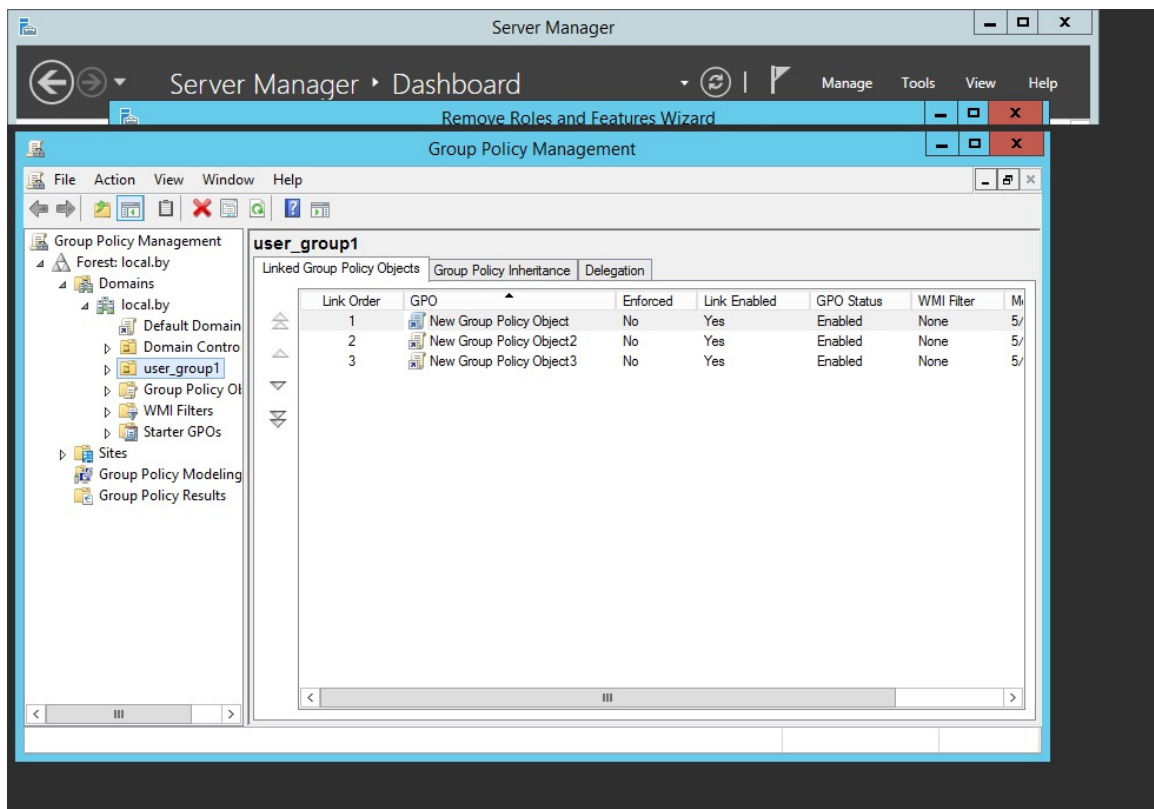 Server Manager
Server Manager ‣ Dashboard
Manage Tools View Help
Remove Roles and Features Wizard
Group Policy Management
File Action View Window Help
Group Policy Management
Forest: local.by
Domains
local.by
Default Domain
Domain Contro
user_group1
Group Policy Ob
WMI Filters
Starter GPOs
Sites
Group Policy Modeling
Group Policy Results
user_group1
Linked Group Policy Objects Group Policy Inheritance Delegation
Link Order GPO Enforced Link Enabled GPO Status WMI Filter M
1 New Group Policy Object No Yes Enabled None 5/
2 New Group Policy Object2 No Yes Enabled None 5/
3 New Group Policy Object3 No Yes Enabled None 5/